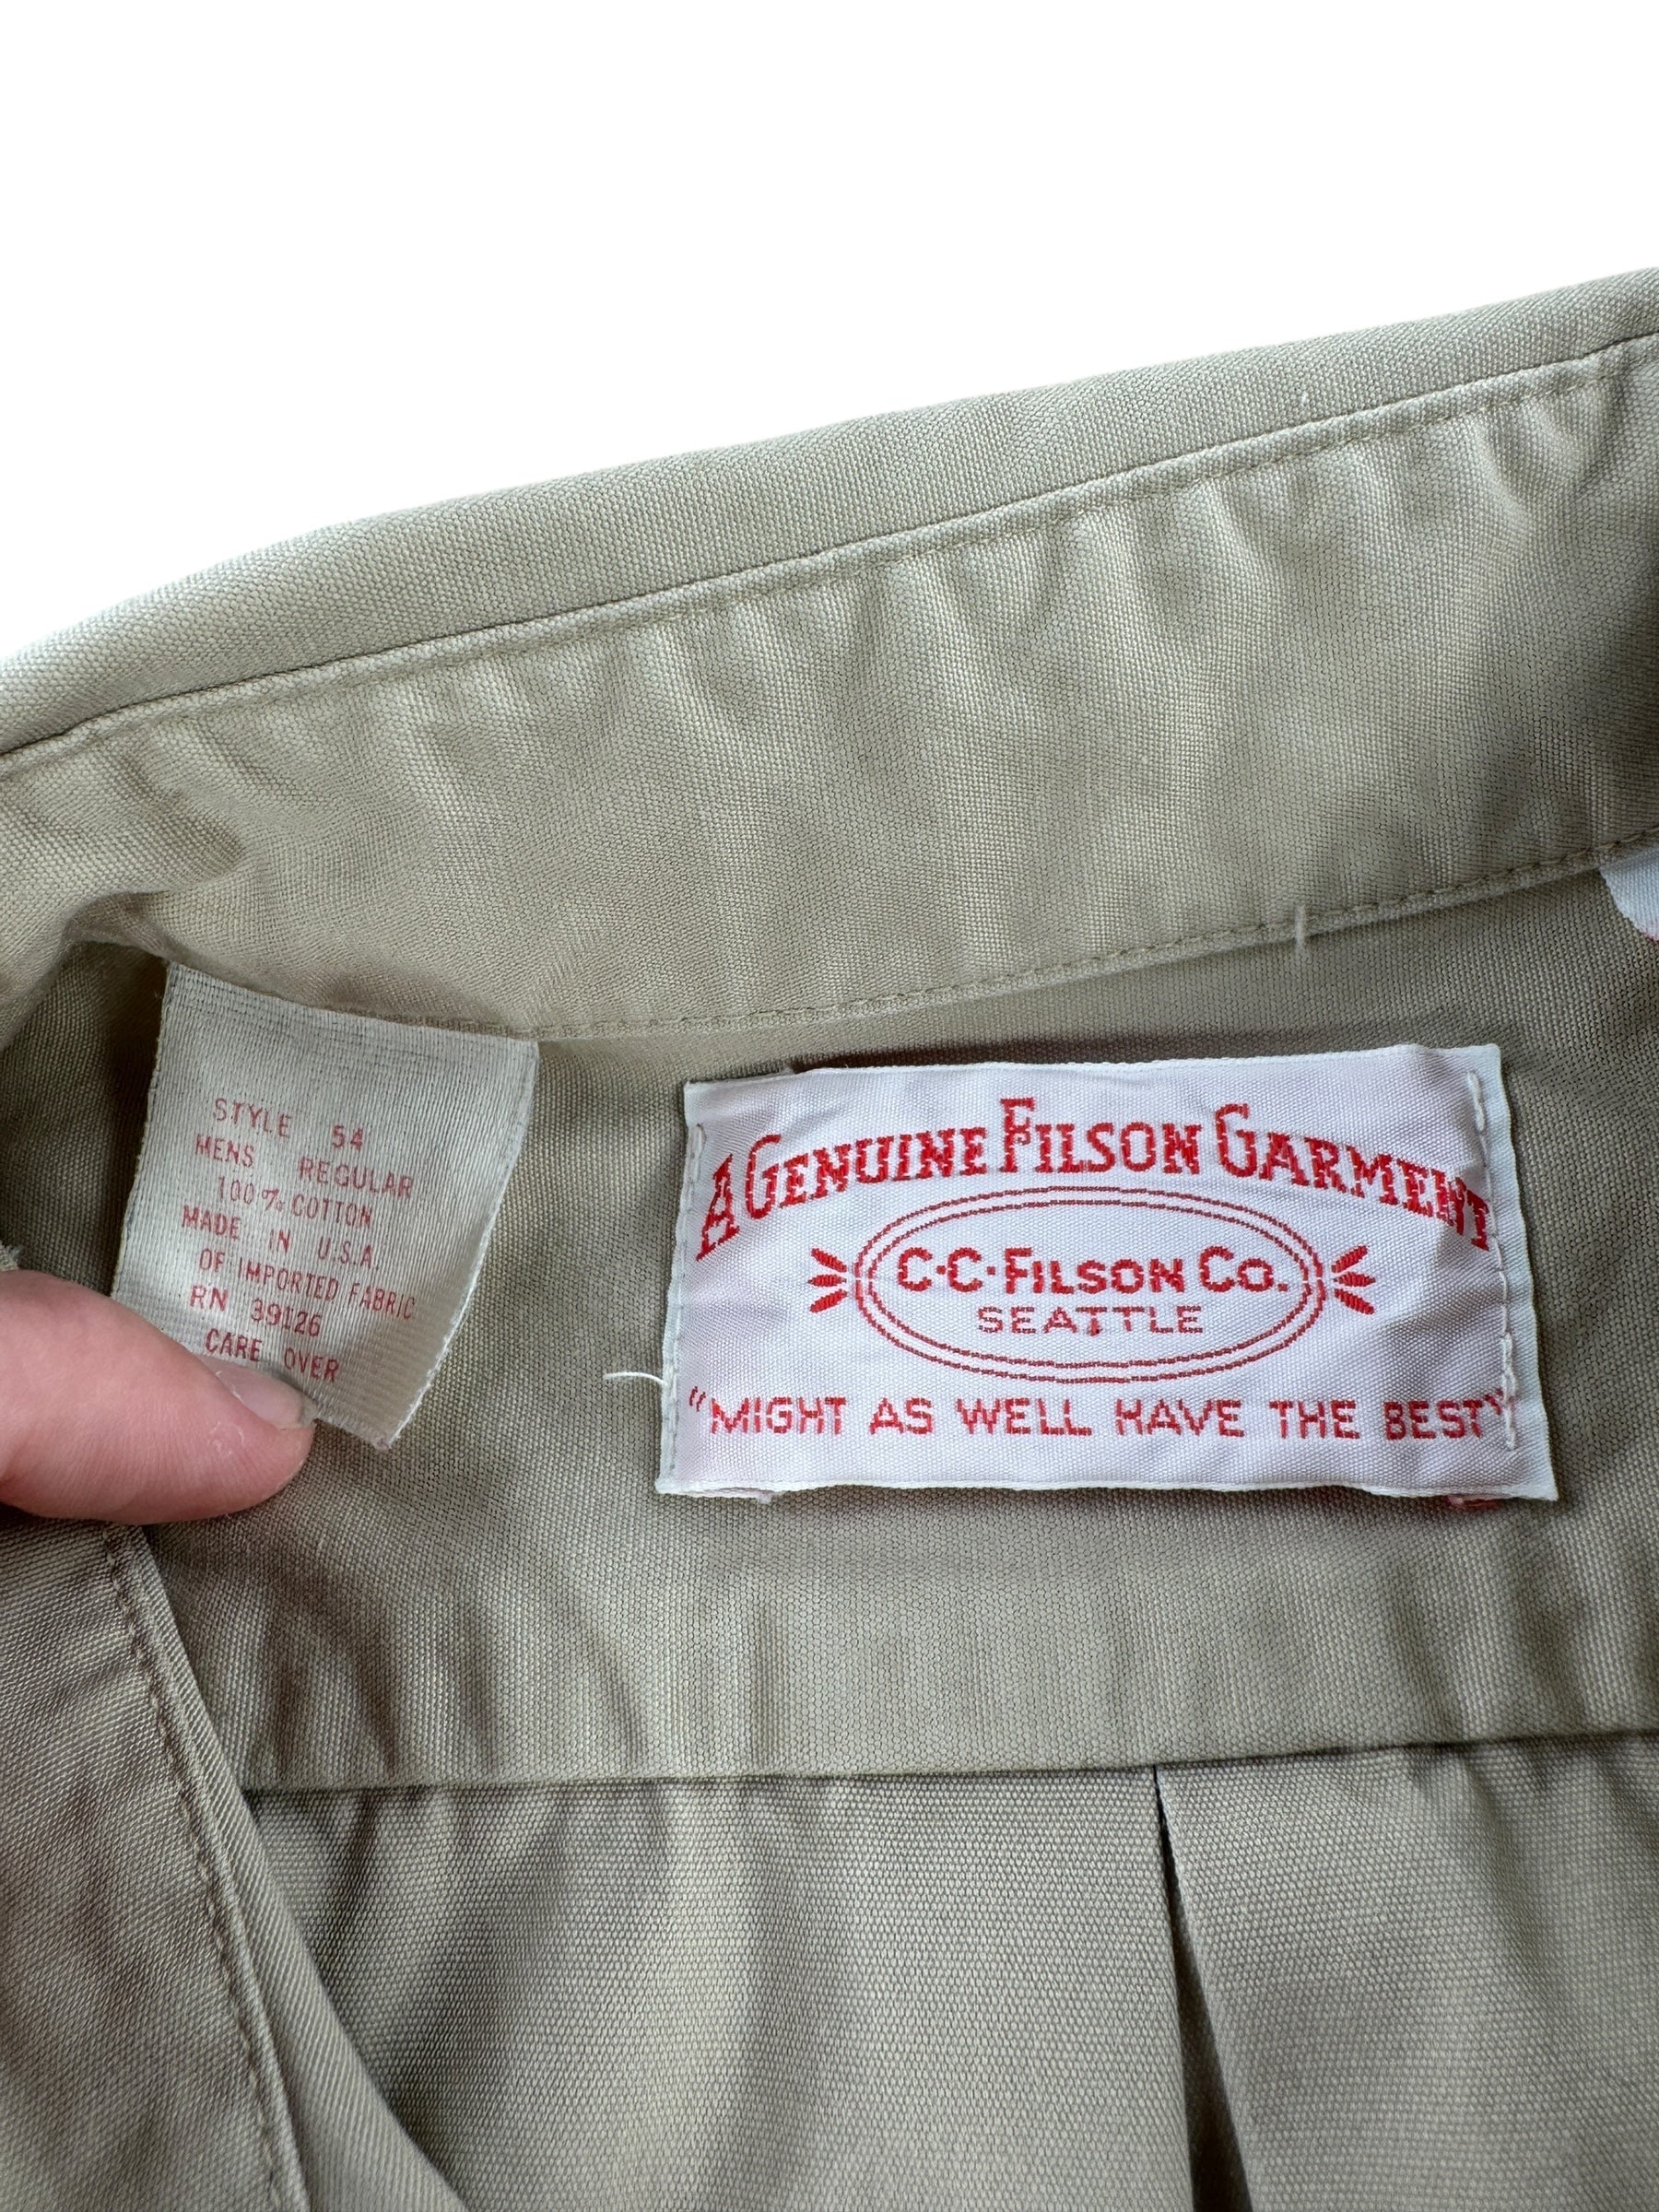 STYLE 54
MENS REGULAR
100% COTTON
MADE IN U.S.A
OF IMPORTED FABRIC
RN 39126
CARE OVER
A GENUINE FILSON GARMENT
C·C·FILSON CO.
SEATTLE
"MIGHT AS WELL HAVE THE BEST"